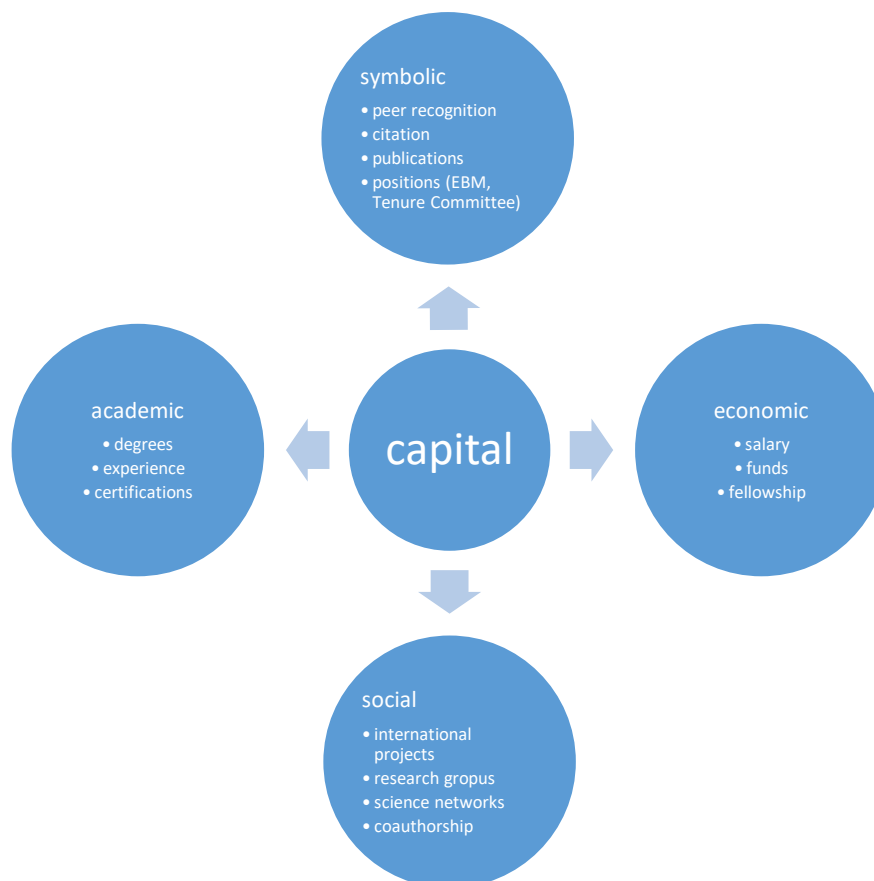 symbolic
• peer recognition
• citation
• publications
• positions (EBM,
Tenure Committee)
academic
• degrees
• experience
• certifications
capital
economic
• salary
• funds
• fellowship
social
• international
projects
• research gropus
• science networks
• coauthorship